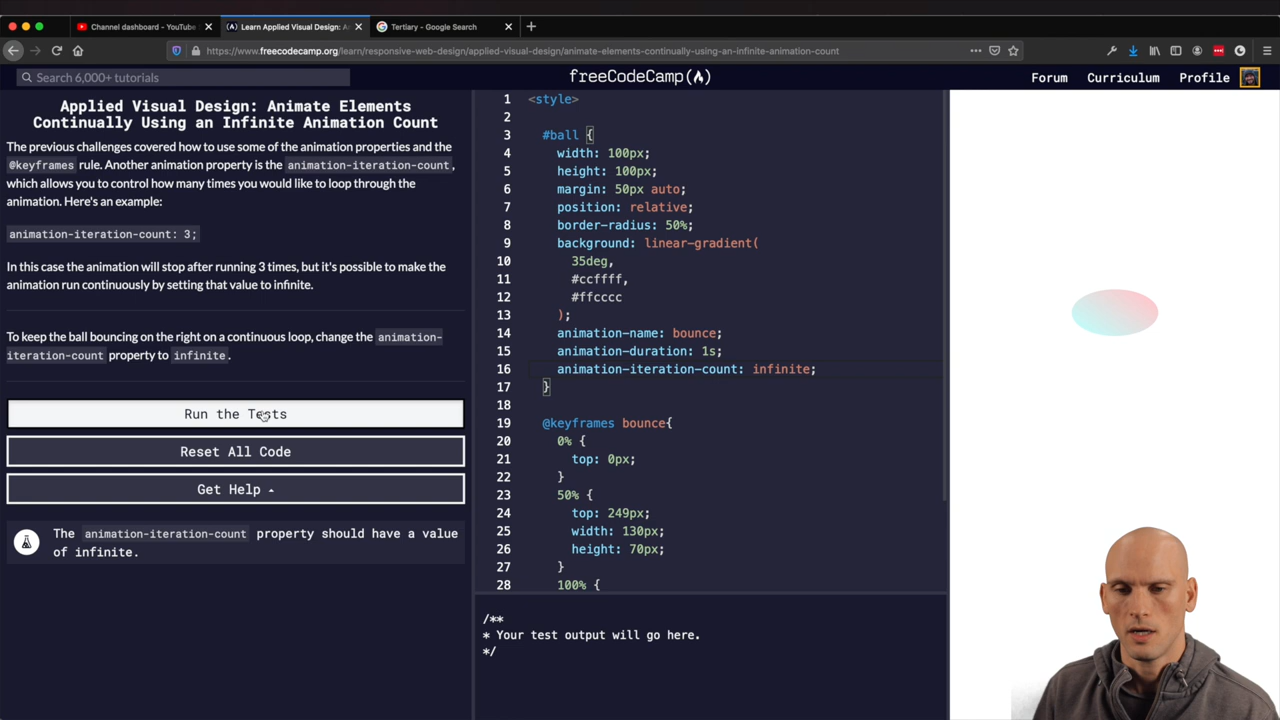 Channel dashboard - YouTube
Learn Applied Visual Design: A
Tertiary - Google Search
https://www.freecodecamp.org/learn/responsive-web-design/applied-visual-design/animate-elements-continually-using-an-infinite-animation-count
Search 6,000+ tutorials
freeCodeCamp
Forum
Curriculum
Profile
Applied Visual Design: Animate Elements
Continually Using an Infinite Animation Count
The previous challenges covered how to use some of the animation properties and the
@keyframes rule. Another animation property is the animation-iteration-count,
which allows you to control how many times you would like to loop through the
animation. Here's an example:
animation-iteration-count: 3;
In this case the animation will stop after running 3 times, but it's possible to make the
animation run continuously by setting that value to infinite.
To keep the ball bouncing on the right on a continuous loop, change the animation-
iteration-count property to infinite.
Run the Tests
Reset All Code
Get Help
The animation-iteration-count property should have a value
of infinite.
1 <style>
2
3 #ball {
4 width: 100px;
5 height: 100px;
6 margin: 50px auto;
7 position: relative;
8 border-radius: 50%;
9 background: linear-gradient(
10 35deg,
11 #ccffff,
12 #ffcccc
13 );
14 animation-name: bounce;
15 animation-duration: 1s;
16 animation-iteration-count: infinite;
17 }
18
19 @keyframes bounce{
20 0% {
21 top: 0px;
22 }
23 50% {
24 top: 249px;
25 width: 130px;
26 height: 70px;
27 }
28 100% {
/**
* Your test output will go here.
*/